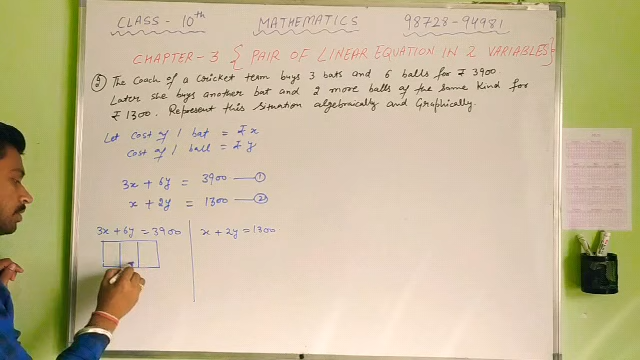 CLASS - 10th MATHEMATICS 98728-94981
CHAPTER-3 { PAIR OF LINEAR EQUATION IN 2 VARIABLES }
The Coach of a Cricket team buys 3 bats and 6 balls for ₹ 3900.
Later she buys another bat and 2 more balls of the same kind for
₹ 1300. Represent this situation algebraically and Graphically.
Let cost of 1 bat = ₹ x
cost of 1 ball = ₹ y
3x + 6y = 3900 — ①
x + 2y = 1300 — ②
3x + 6y = 3900
x + 2y = 1300